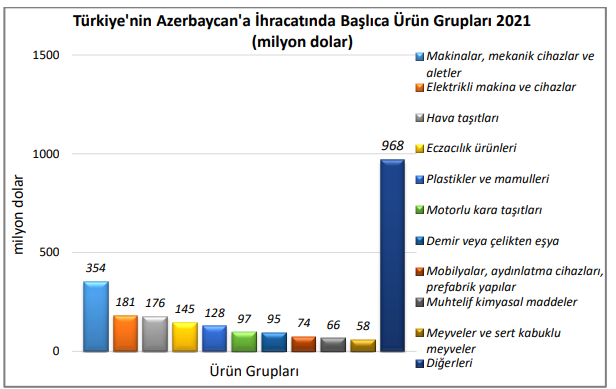 Türkiye'nin Azerbaycan'a İhracatında Başlıca Ürün Grupları 2021
(milyon dolar)
1500
1000
500
0
milyon dolar
354
181
176
145
128
97
95
74
66
58
968
Ürün Grupları
Makinalar, mekanik cihazlar ve
aletler
Elektrikli makina ve cihazlar
Hava taşıtları
Eczacılık ürünleri
Plastikler ve mamulleri
Motorlu kara taşıtları
Demir veya çelikten eşya
Mobilyalar, aydınlatma cihazları,
prefabrik yapılar
Muhtelif kimyasal maddeler
Meyveler ve sert kabuklu
meyveler
Diğerleri